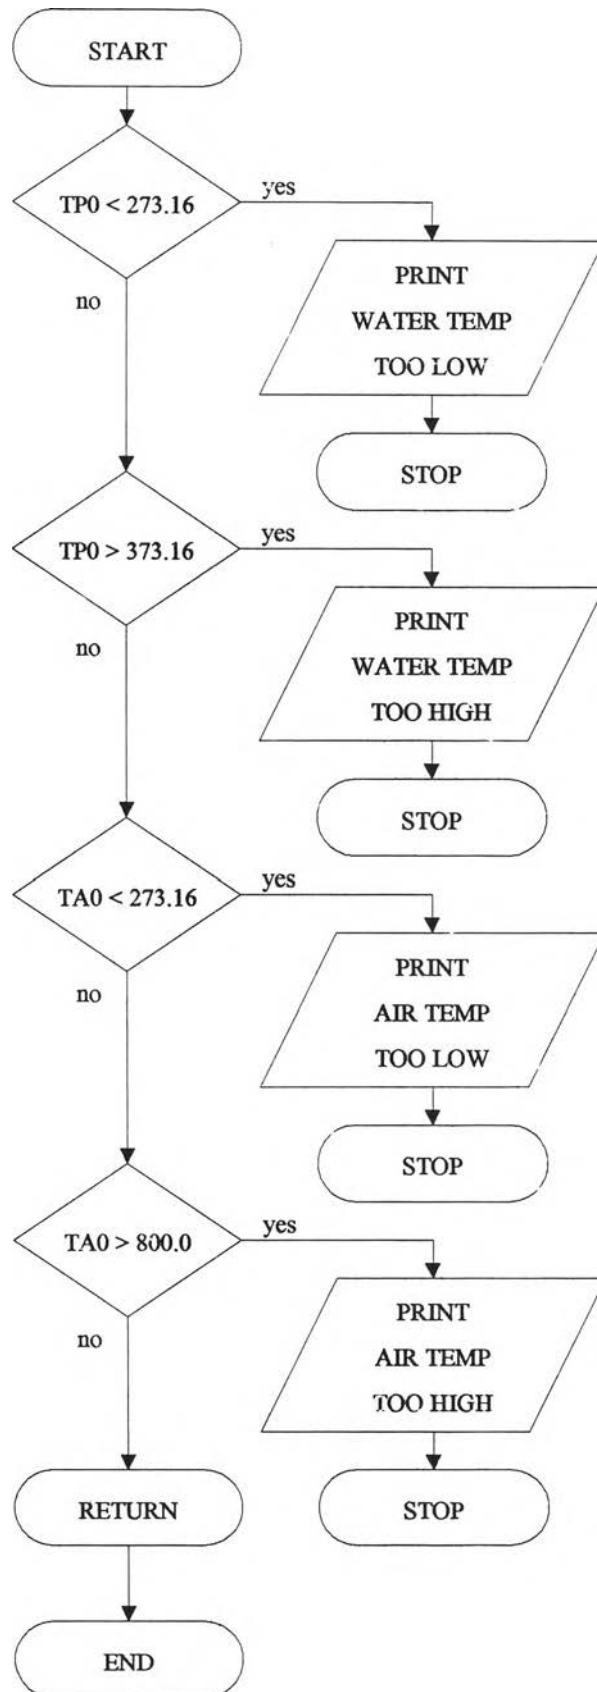 START
TP0 < 273.16
yes
no
PRINT
WATER TEMP
TOO LOW
STOP
TP0 > 373.16
yes
no
PRINT
WATER TEMP
TOO HIGH
STOP
TA0 < 273.16
yes
no
PRINT
AIR TEMP
TOO LOW
STOP
TA0 > 800.0
yes
no
PRINT
AIR TEMP
TOO HIGH
RETURN
STOP
END